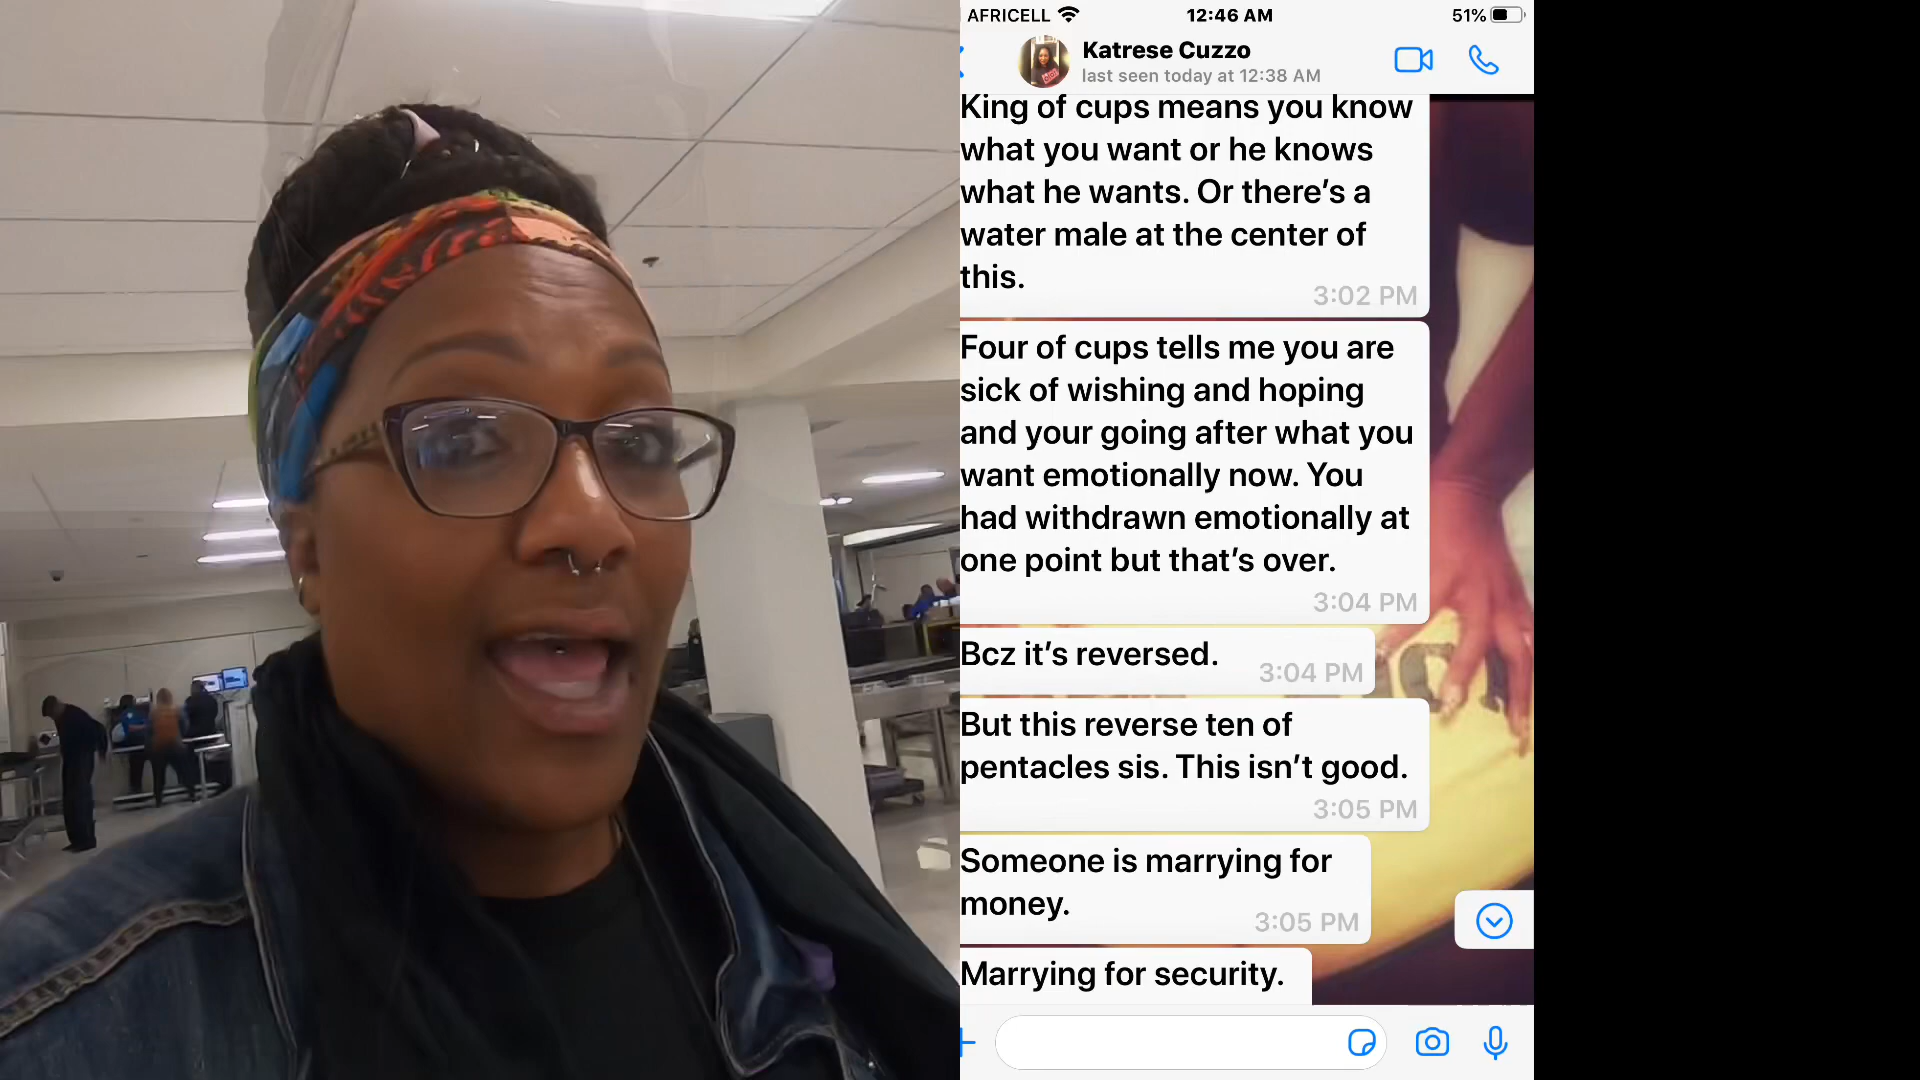 AFRICELL
12:46 AM
51%
Katrese Cuzzo
last seen today at 12:38 AM
King of cups means you know
what you want or he knows
what he wants. Or there's a
water male at the center of
this.
3:02 PM
Four of cups tells me you are
sick of wishing and hoping
and your going after what you
want emotionally now. You
had withdrawn emotionally at
one point but that's over.
3:04 PM
Bcz it's reversed.
3:04 PM
But this reverse ten of
pentacles sis. This isn't good.
3:05 PM
Someone is marrying for
money.
3:05 PM
Marrying for security.